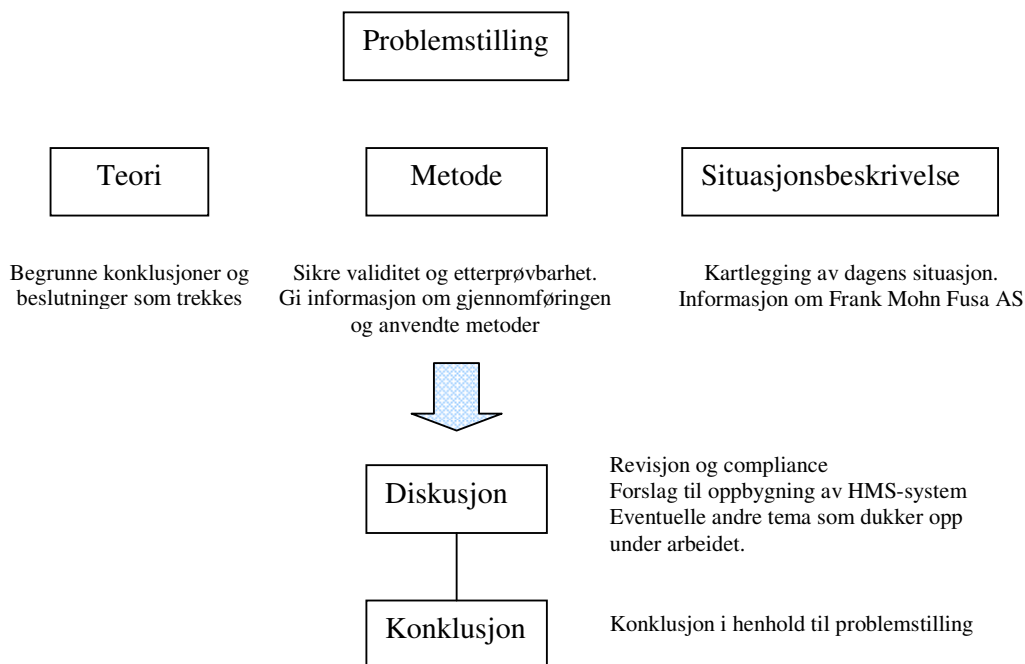 Problemstilling
Teori
Metode
Situasjonsbeskrivelse
Begrunne konklusjoner og
beslutninger som trekkes
Sikre validitet og etterprøvbarhet.
Gi informasjon om gjennomføringen
og anvendte metoder
Kartlegging av dagens situasjon.
Informasjon om Frank Mohn Fusa AS
Diskusjon
Revisjon og compliance
Forslag til oppbygning av HMS-system
Eventuelle andre tema som dukker opp
under arbeidet.
Konklusjon
Konklusjon i henhold til problemstilling